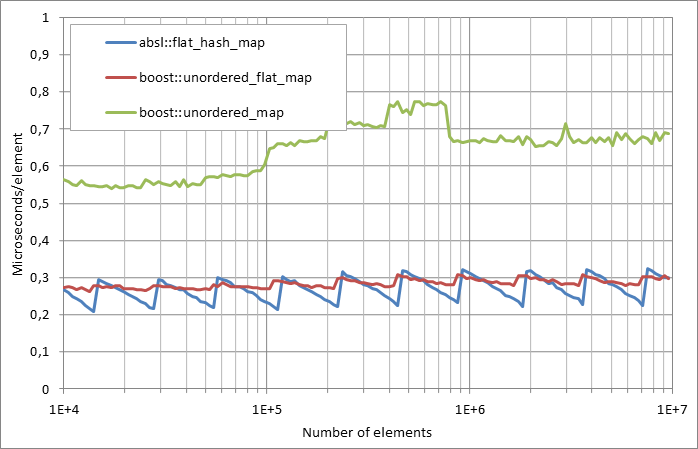 1
0,9
0,8
0,7
0,6
0,5
0,4
0,3
0,2
0,1
0
absl::flat_hash_map
boost::unordered_flat_map
boost::unordered_map
Microseconds/element
1E+4
1E+5
1E+6
1E+7
Number of elements